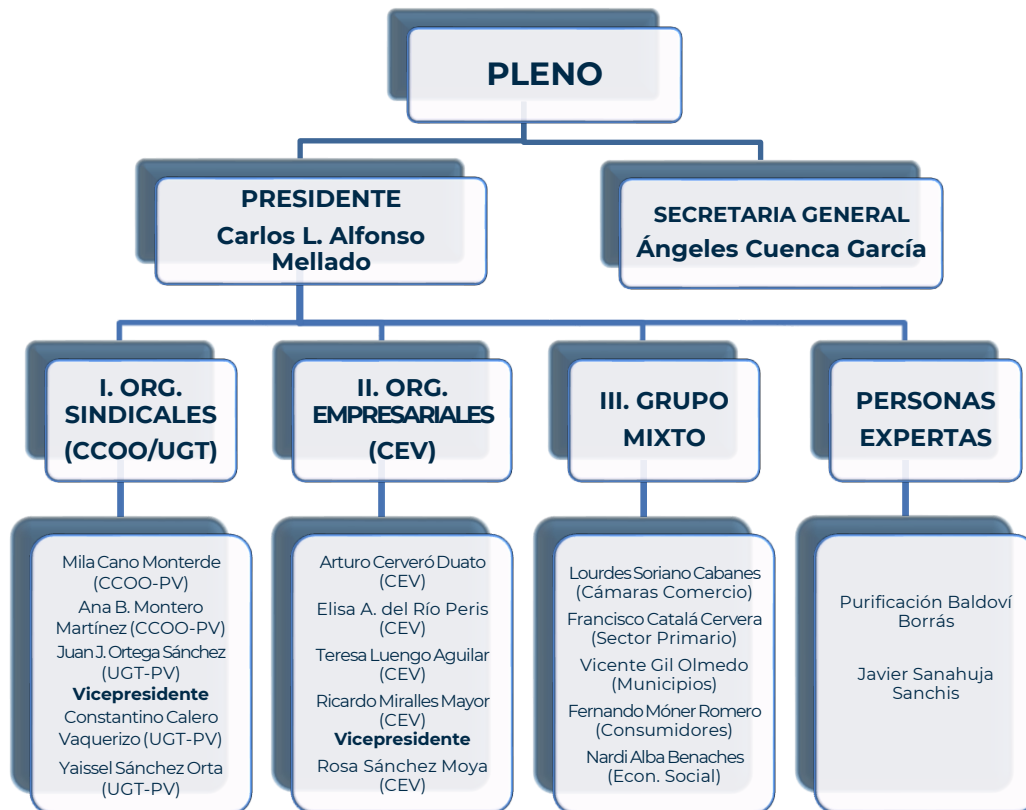 PLENO
PRESIDENTE
Carlos L. Alfonso
Mellado
SECRETARIA GENERAL
Ángeles Cuenca García
I. ORG.
SINDICALES
(CCOO/UGT)
II. ORG.
EMPRESARIALES
(CEV)
III. GRUPO
MIXTO
PERSONAS
EXPERTAS
Mila Cano Monterde
(CCOO-PV)
Ana B. Montero
Martínez (CCOO-PV)
Juan J. Ortega Sánchez
(UGT-PV)
Vicepresidente
Constantino Calero
Vaquerizo (UGT-PV)
Yaissel Sánchez Orta
(UGT-PV)
Arturo Cerveró Duato
(CEV)
Elisa A. del Río Peris
(CEV)
Teresa Luengo Aguilar
(CEV)
Ricardo Miralles Mayor
(CEV)
Vicepresidente
Rosa Sánchez Moya
(CEV)
Lourdes Soriano Cabanes
(Cámaras Comercio)
Francisco Catalá Cervera
(Sector Primario)
Vicente Gil Olmedo
(Municipios)
Fernando Móner Romero
(Consumidores)
Nardi Alba Benaches
(Econ. Social)
Purificación Baldoví
Borrás
Javier Sanahuja
Sanchis